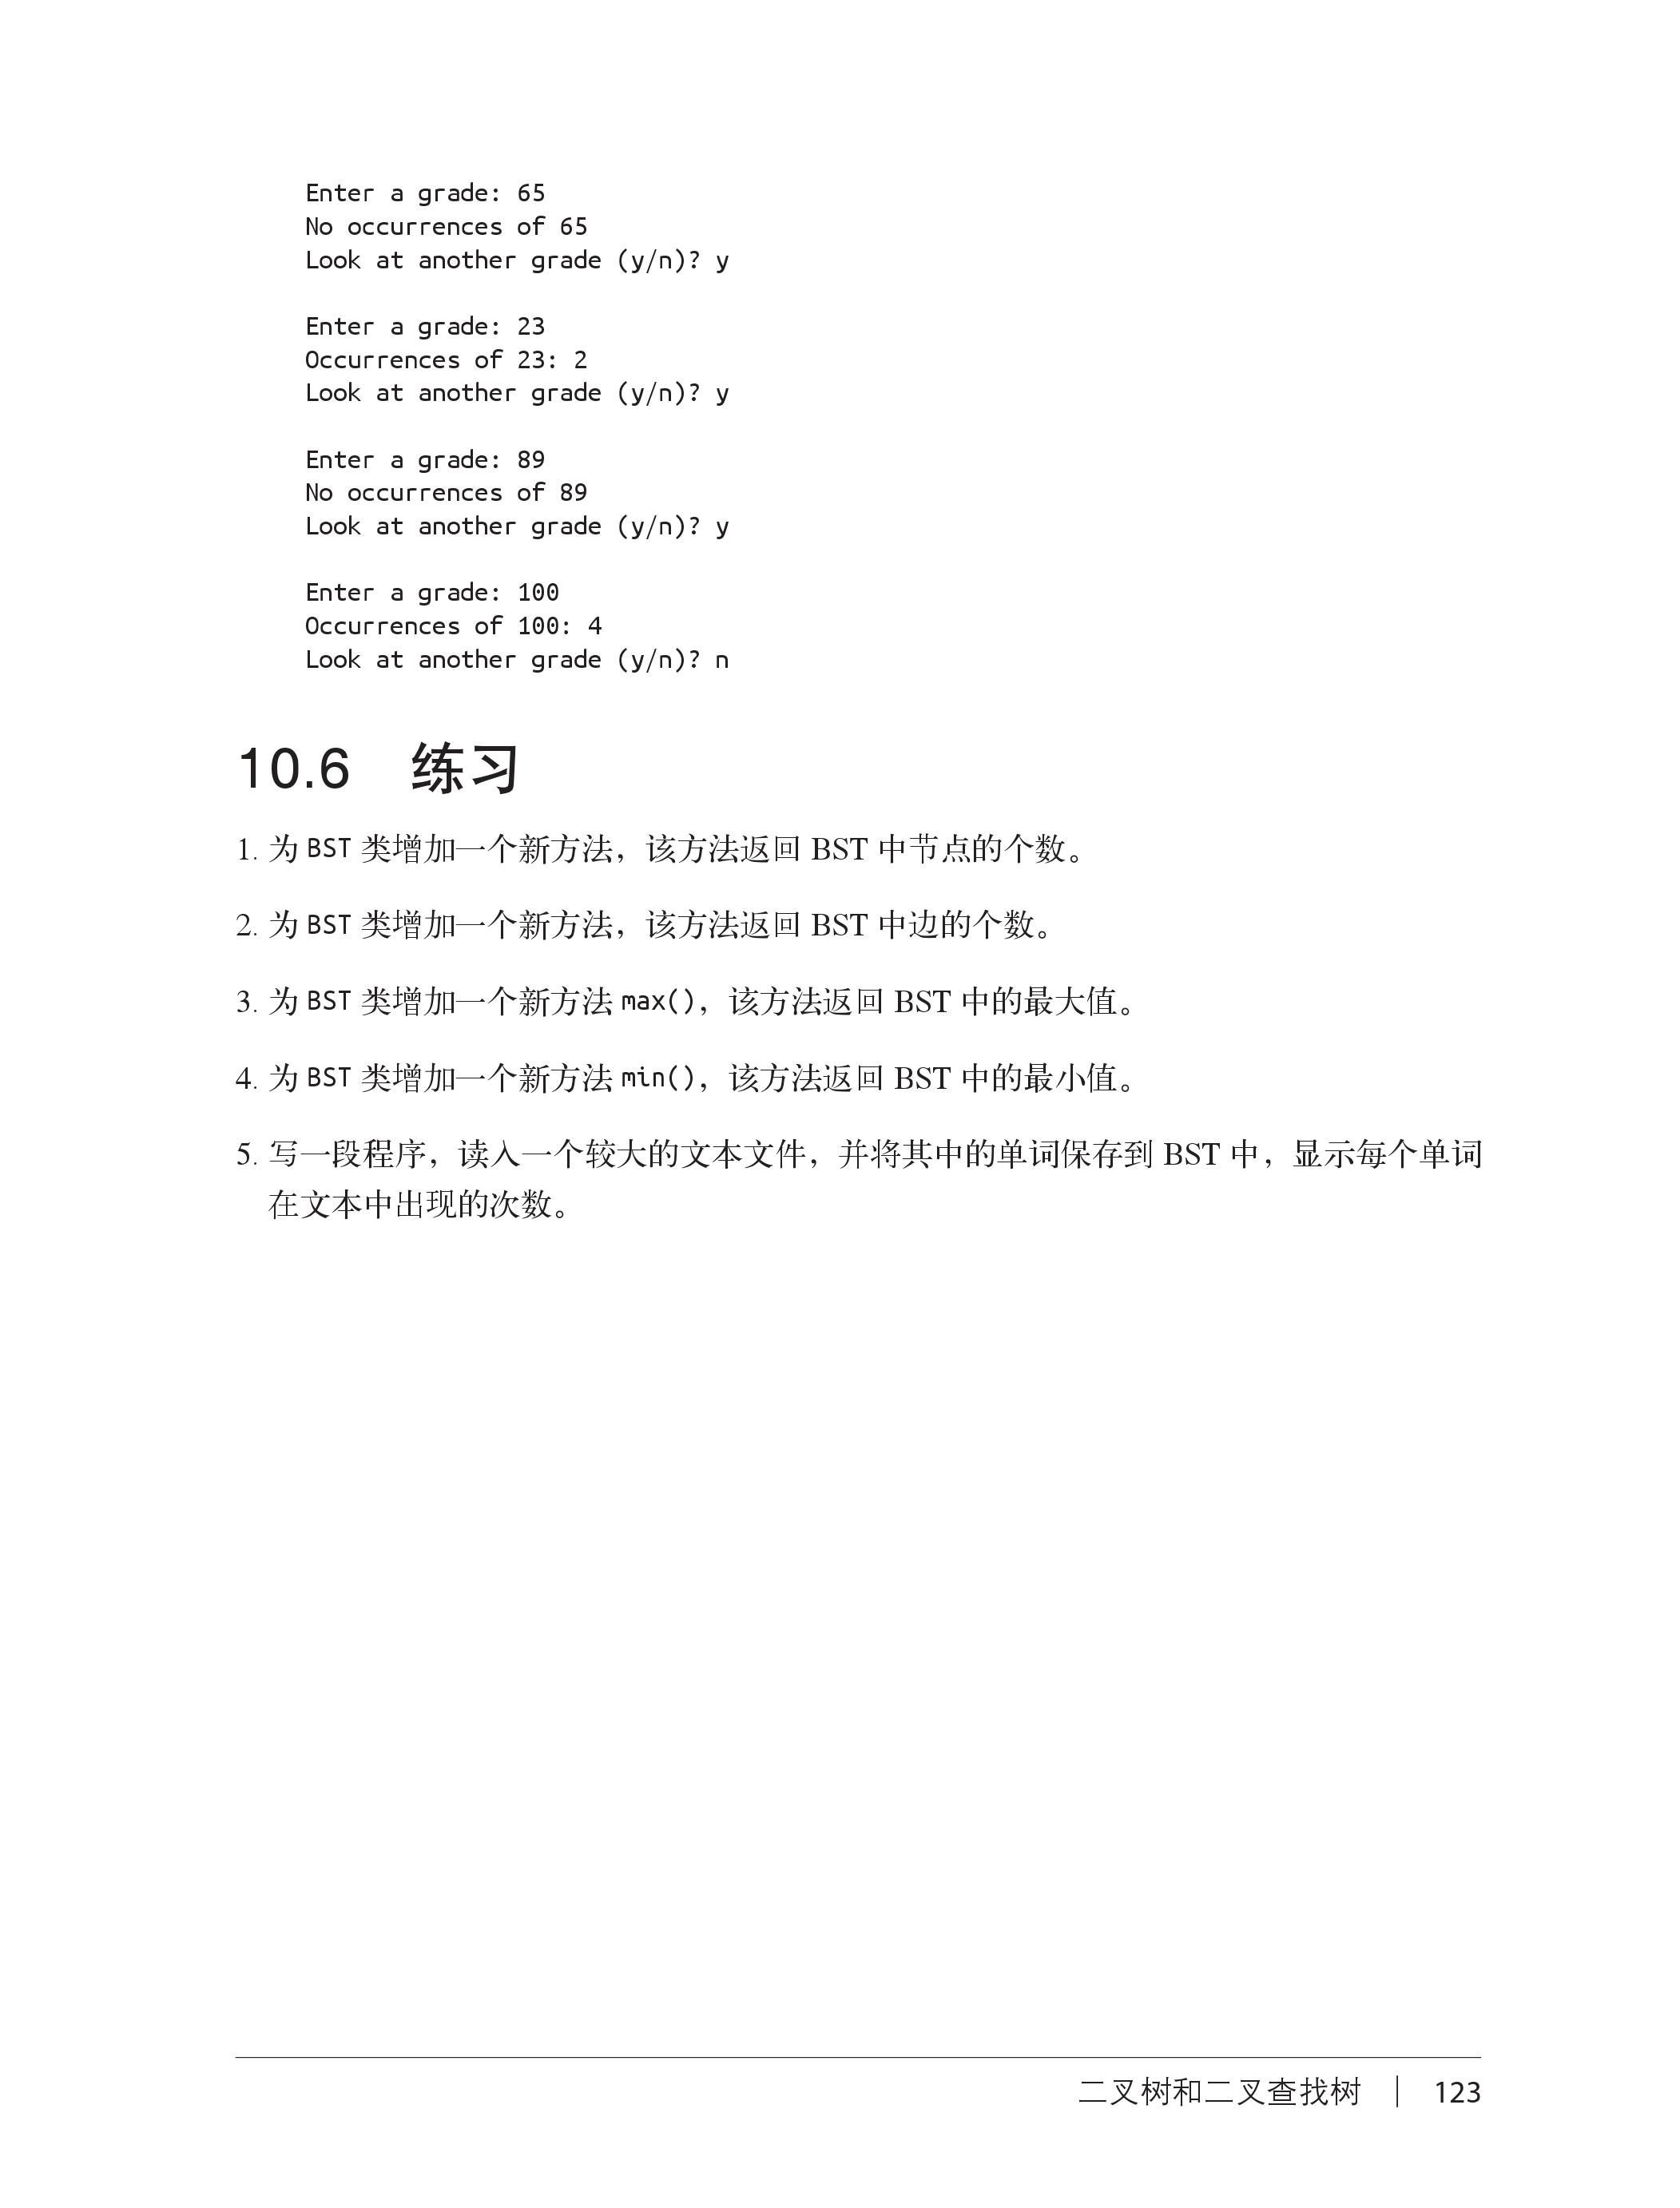 Enter a grade: 65
No occurrences of 65
Look at another grade (y/n)? y
Enter a grade: 23
Occurrences of 23: 2
Look at another grade (y/n)? y
Enter a grade: 89
No occurrences of 89
Look at another grade (y/n)? y
Enter a grade: 100
Occurrences of 100: 4
Look at another grade (y/n)? n
10.6 练习
1. 为 BST 类增加一个新方法，该方法返回 BST 中节点的个数。
2. 为 BST 类增加一个新方法，该方法返回 BST 中边的个数。
3. 为 BST 类增加一个新方法 max()，该方法返回 BST 中的最大值。
4. 为 BST 类增加一个新方法 min()，该方法返回 BST 中的最小值。
5. 写一段程序，读入一个较大的文本文件，并将其中的单词保存到 BST 中，显示每个单词
在文本中出现的次数。
二叉树和二叉查找树 | 123